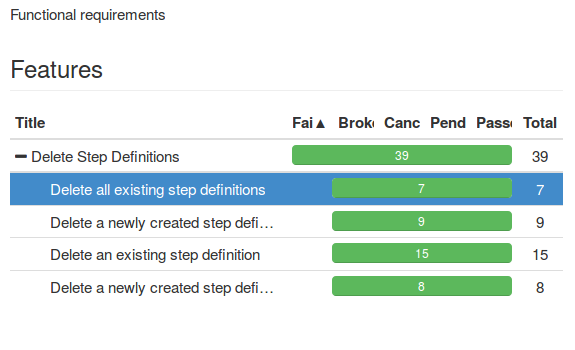 Functional requirements
Features
Title Fai▲ Broke Canc Pend Passe Total
Delete Step Definitions 39 39
Delete all existing step definitions 7 7
Delete a newly created step defi… 9 9
Delete an existing step definition 15 15
Delete a newly created step defi… 8 8